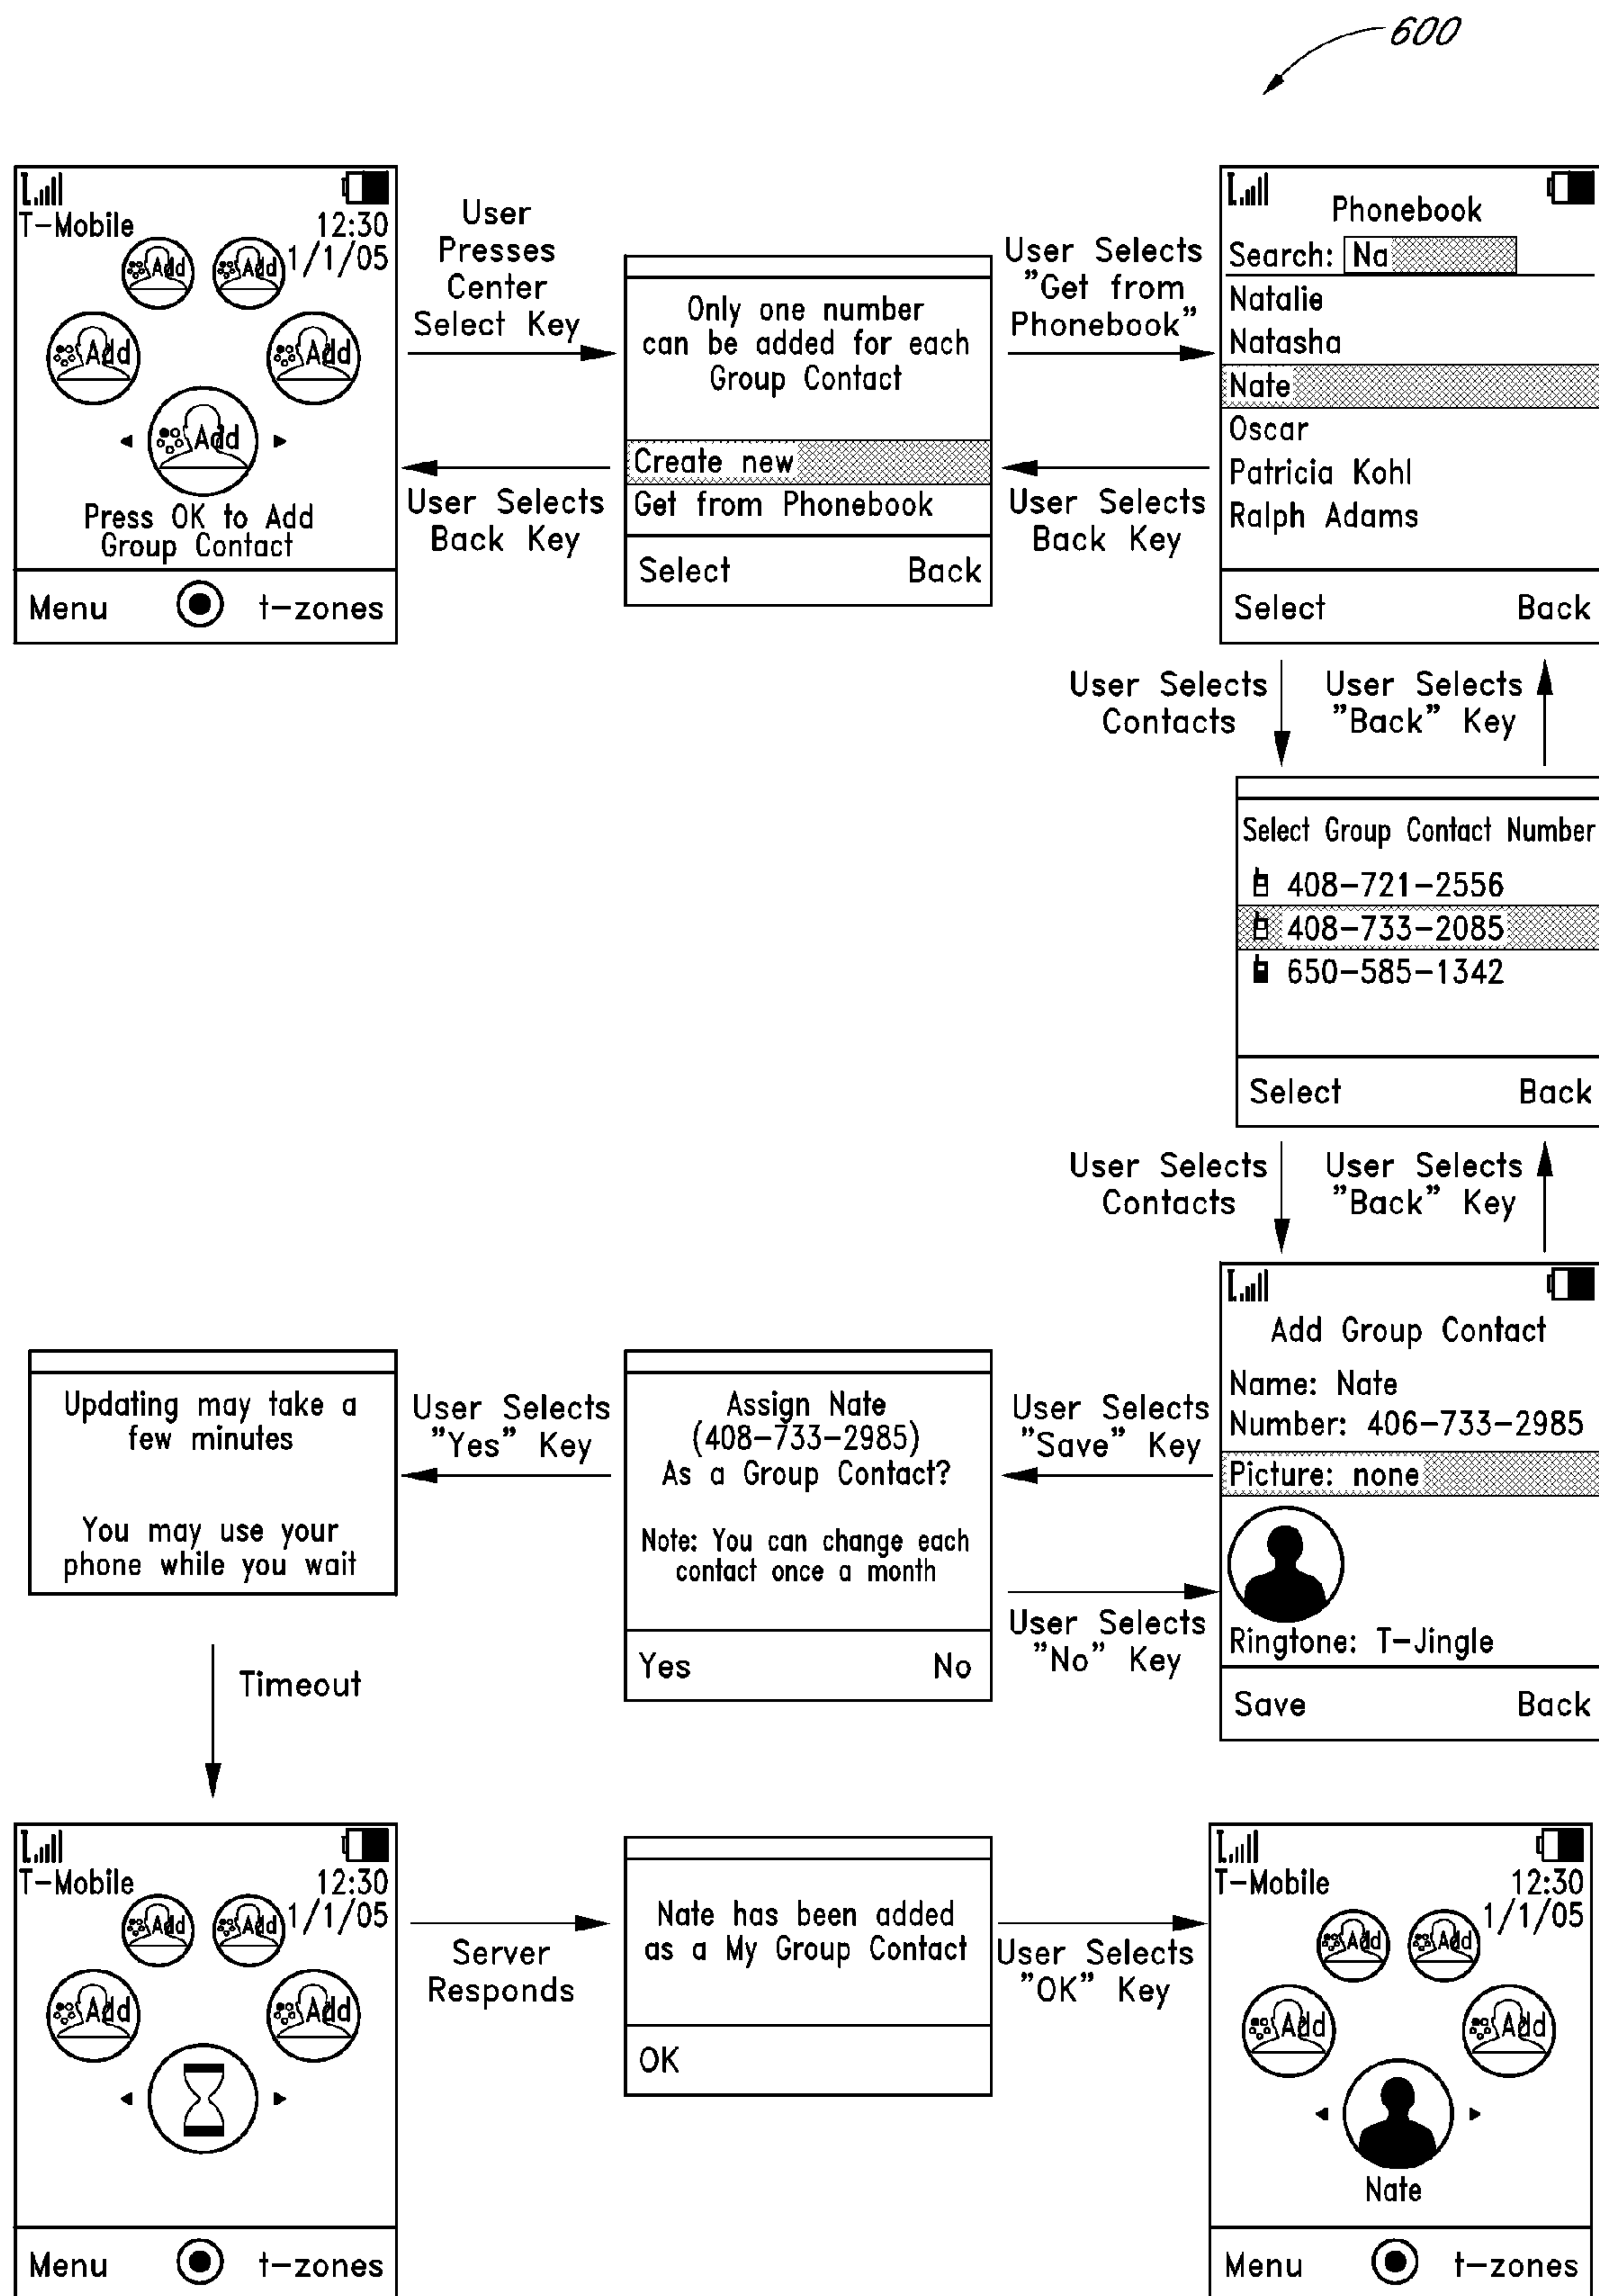 600
T-Mobile
12:30
1/1/05
Add
Add
Add
Add
Add
Press OK to Add
Group Contact
Menu
t-zones
User
Presses
Center
Select Key
User Selects
Back Key
Only one number
can be added for each
Group Contact
Create new
Get from Phonebook
Select
Back
User Selects
"Get from
Phonebook"
User Selects
Back Key
Phonebook
Search: Na
Natalie
Natasha
Nate
Oscar
Patricia Kohl
Ralph Adams
Select
Back
User Selects
Contacts
User Selects
"Back" Key
Select Group Contact Number
408-721-2556
408-733-2085
650-585-1342
Select
Back
User Selects
Contacts
User Selects
"Back" Key
Add Group Contact
Name: Nate
Number: 406-733-2985
Picture: none
Ringtone: T-Jingle
Save
Back
User Selects
"Save" Key
User Selects
"No" Key
Assign Nate
(408-733-2985)
As a Group Contact?
Note: You can change each
contact once a month
Yes
No
User Selects
"Yes" Key
Updating may take a
few minutes
You may use your
phone while you wait
Timeout
T-Mobile
12:30
1/1/05
Add
Add
Add
Add
Menu
t-zones
Server
Responds
Nate has been added
as a My Group Contact
OK
User Selects
"OK" Key
T-Mobile
12:30
1/1/05
Add
Add
Add
Add
Nate
Menu
t-zones